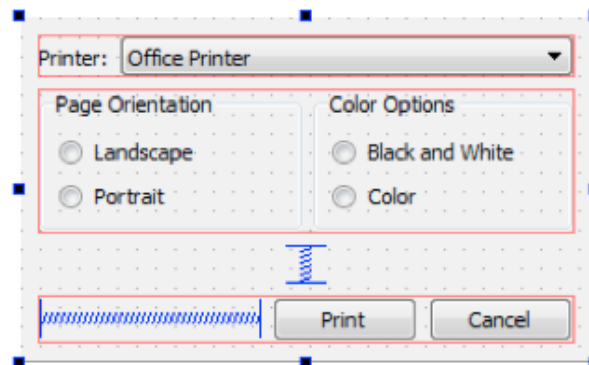 Printer: Office Printer
Page Orientation Color Options
Landscape Black and White
Portrait Color
Print Cancel